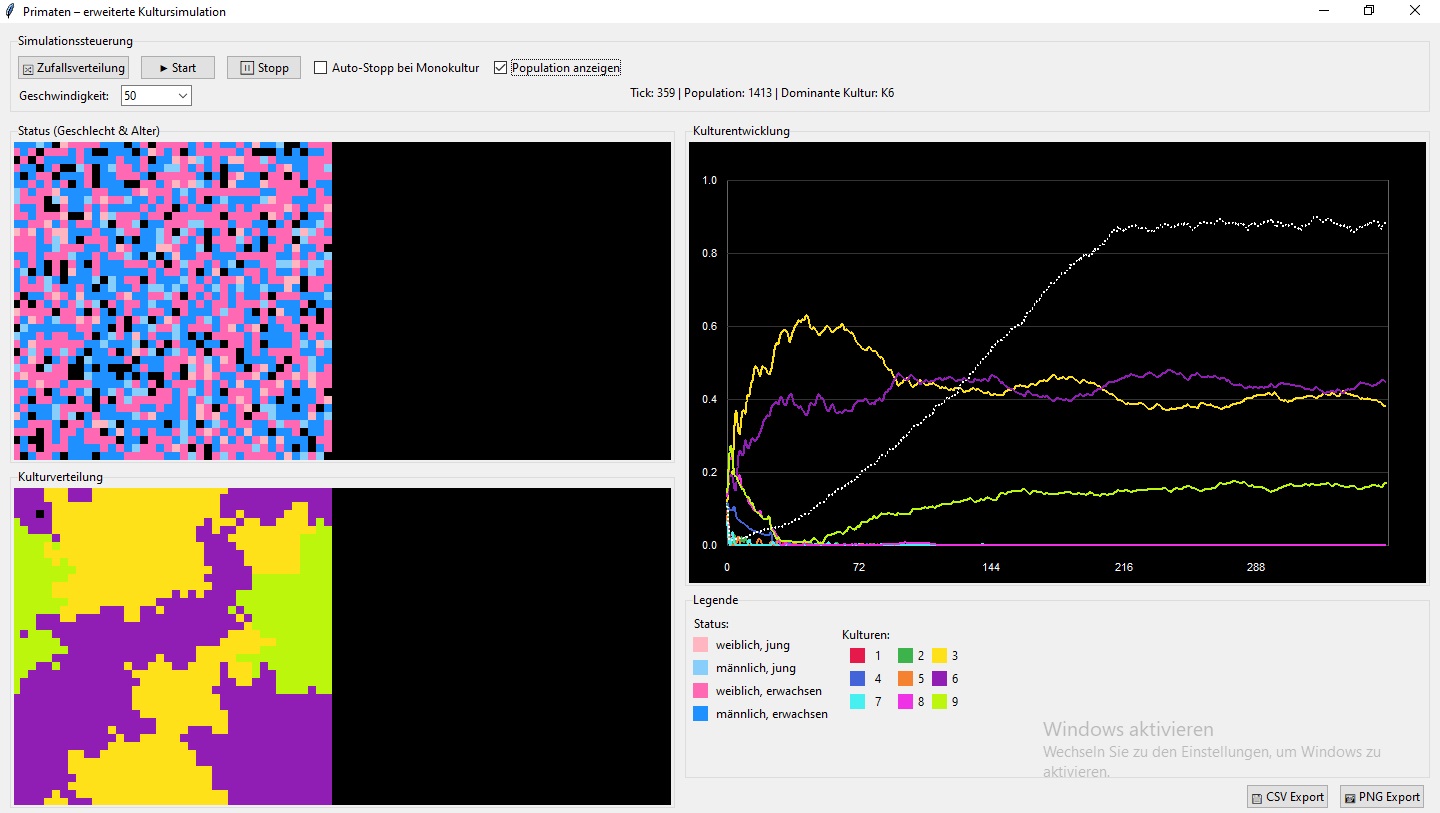 Primaten – erweiterte Kultursimulation
Simulationssteuerung
Zufallsverteilung
Start
Stopp
Auto-Stopp bei Monokultur
Population anzeigen
Geschwindigkeit:
50
Tick: 359 | Population: 1413 | Dominante Kultur: K6
Status (Geschlecht & Alter)
Kulturverteilung
Kulturentwicklung
1.0
0.8
0.6
0.4
0.2
0.0
0
72
144
216
288
Legende
Status:
weiblich, jung
männlich, jung
weiblich, erwachsen
männlich, erwachsen
Kulturen:
1 2 3
4 5 6
7 8 9
Windows aktivieren
Wechseln Sie zu den Einstellungen, um Windows zu
aktivieren.
CSV Export
PNG Export